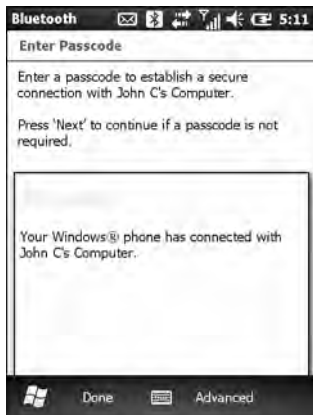 Bluetooth 5:11
Enter Passcode
Enter a passcode to establish a secure
connection with John C's Computer.
Press 'Next' to continue if a passcode is not
required.
Your Windows® phone has connected with
John C's Computer.
Done Advanced